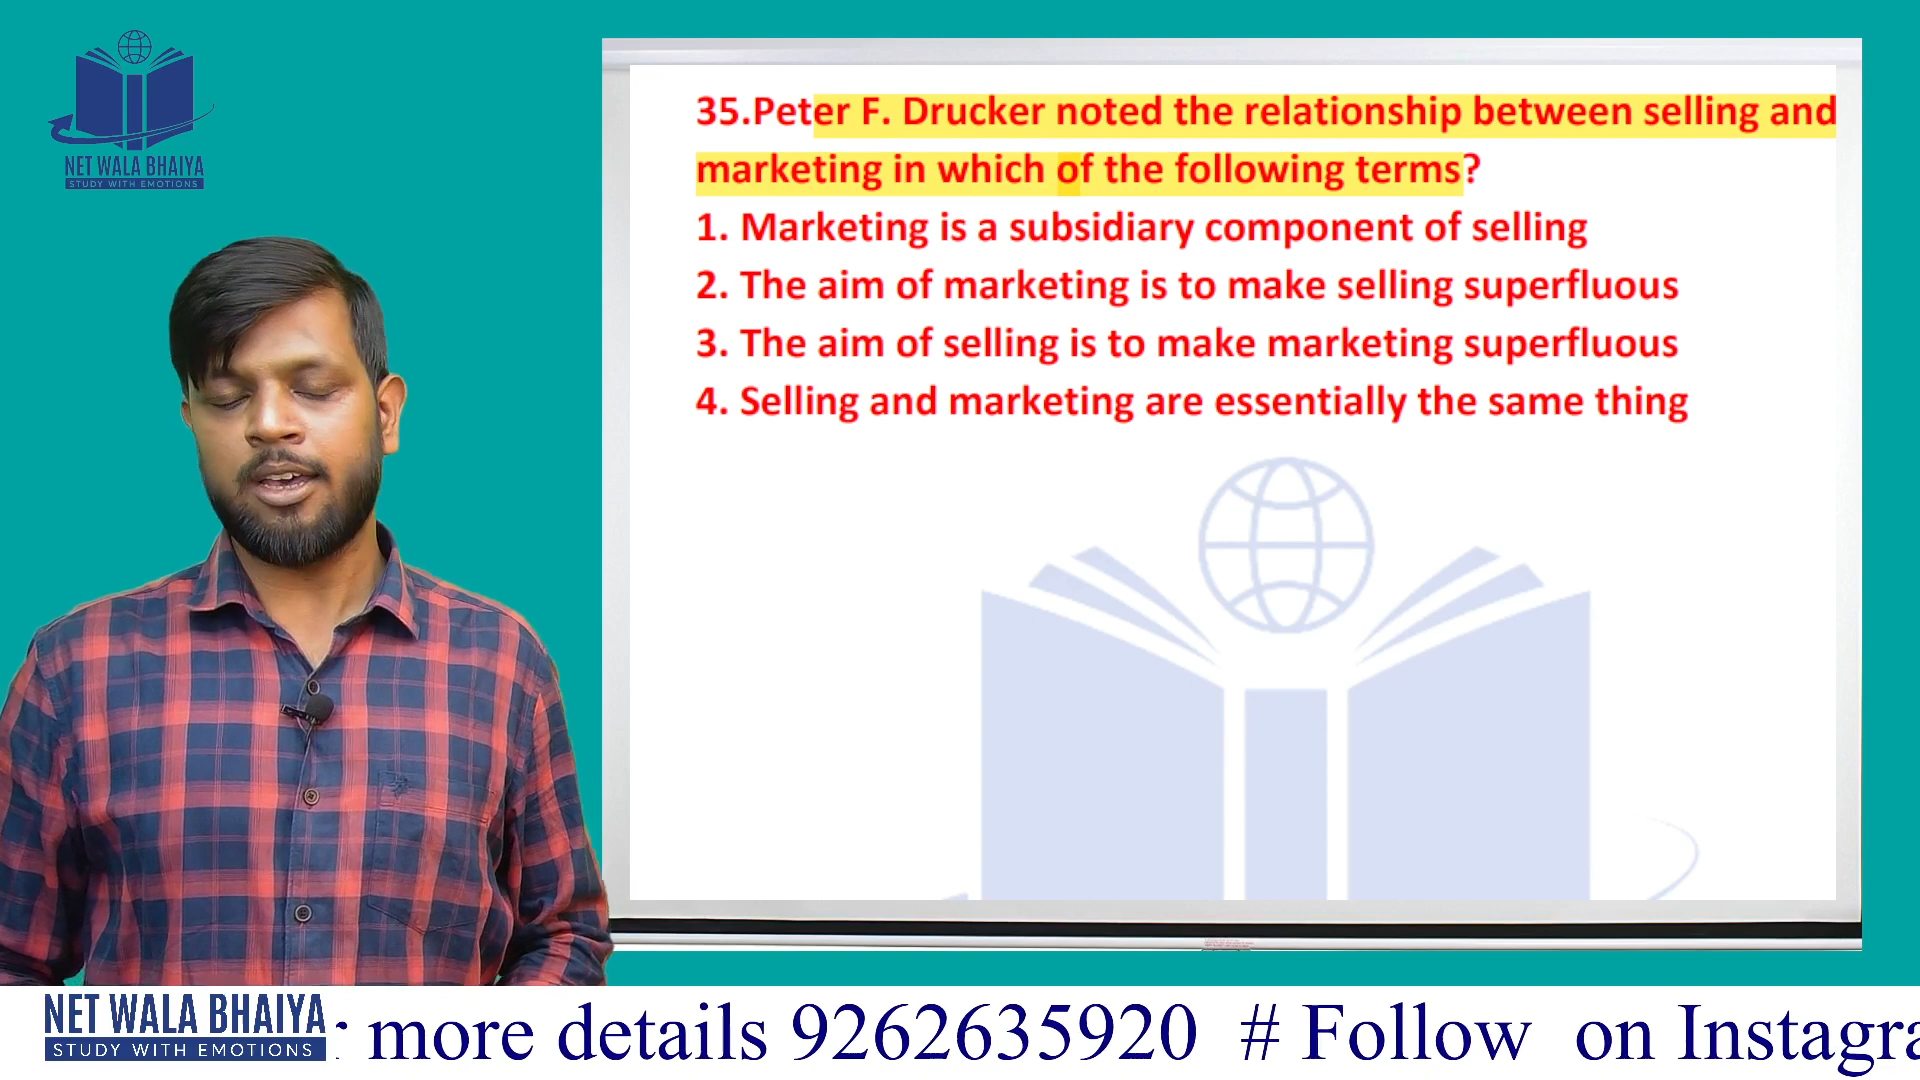 NET WALA BHAIYA
STUDY WITH EMOTIONS
35.Peter F. Drucker noted the relationship between selling and
marketing in which of the following terms?
1. Marketing is a subsidiary component of selling
2. The aim of marketing is to make selling superfluous
3. The aim of selling is to make marketing superfluous
4. Selling and marketing are essentially the same thing
NET WALA BHAIYA
STUDY WITH EMOTIONS
more details 9262635920 # Follow on Instagra